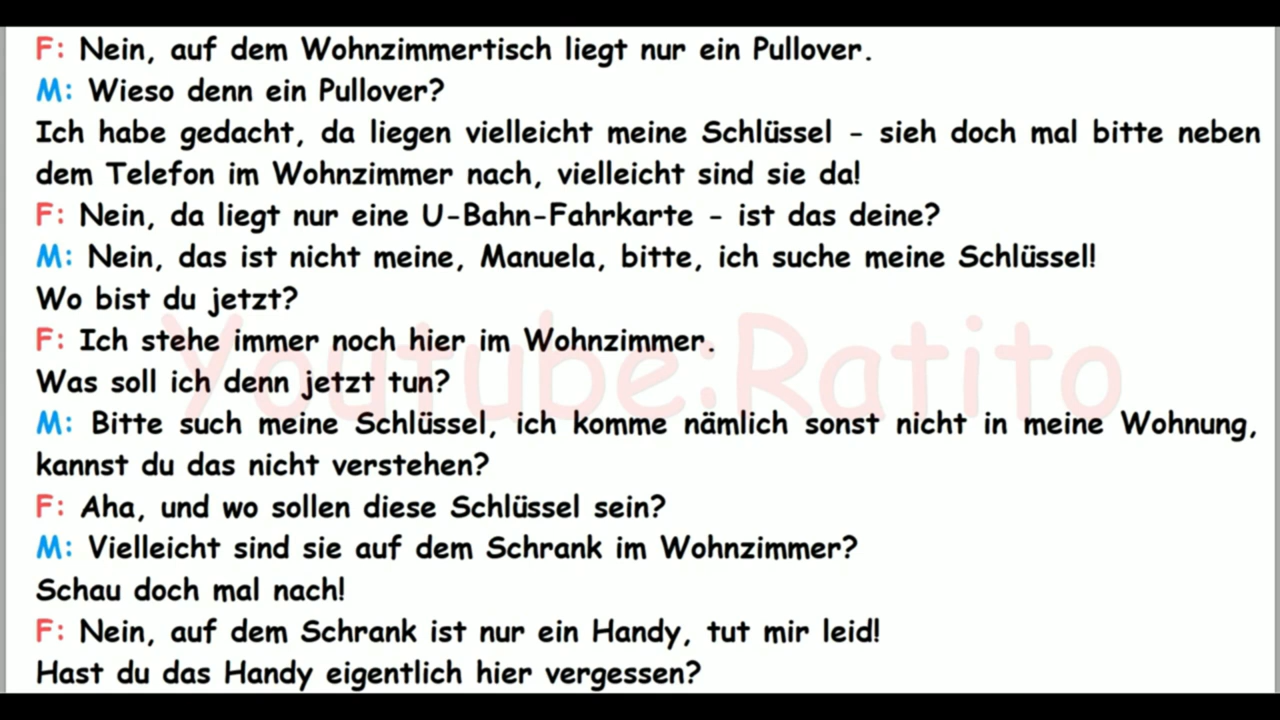 F: Nein, auf dem Wohnzimmertisch liegt nur ein Pullover.
M: Wieso denn ein Pullover?
Ich habe gedacht, da liegen vielleicht meine Schlüssel - sieh doch mal bitte neben
dem Telefon im Wohnzimmer nach, vielleicht sind sie da!
F: Nein, da liegt nur eine U-Bahn-Fahrkarte - ist das deine?
M: Nein, das ist nicht meine, Manuela, bitte, ich suche meine Schlüssel!
Wo bist du jetzt?
F: Ich stehe immer noch hier im Wohnzimmer.
Was soll ich denn jetzt tun?
Youtube:Ratito
M: Bitte such meine Schlüssel, ich komme nämlich sonst nicht in meine Wohnung,
kannst du das nicht verstehen?
F: Aha, und wo sollen diese Schlüssel sein?
M: Vielleicht sind sie auf dem Schrank im Wohnzimmer?
Schau doch mal nach!
F: Nein, auf dem Schrank ist nur ein Handy, tut mir leid!
Hast du das Handy eigentlich hier vergessen?